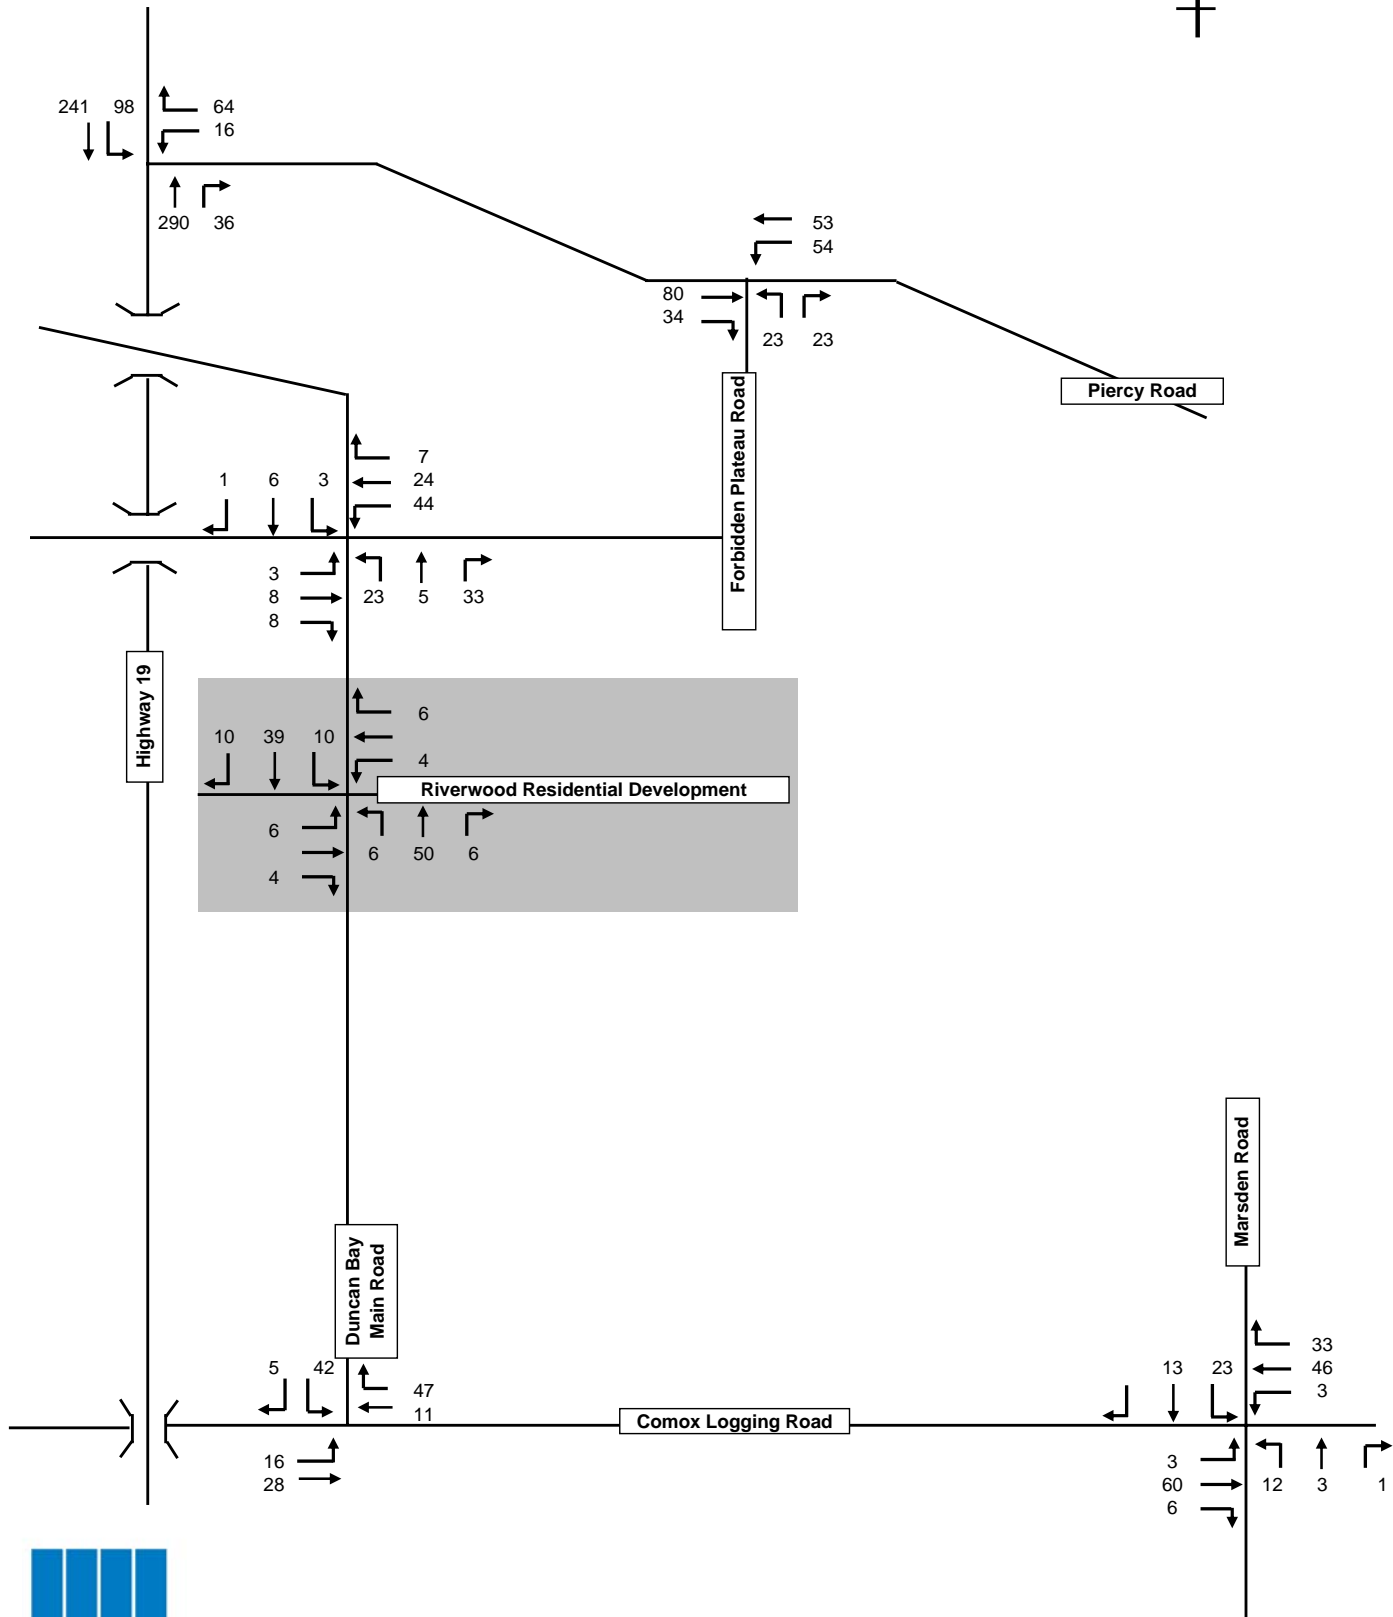 241 98 64
16
290 36
53
54
80
34
23 23
Piercy Road
Forbidden Plateau Road
7
1 6 3 24
44
3
8 23 5 33
8
Highway 19
6
10 39 10
4
Riverwood Residential Development
6
6 50 6
4
Marsden Road
Duncan Bay
Main Road
33
5 42 13 23 46
47 3
11
Comox Logging Road
16 3
28 60 12 3 1
6